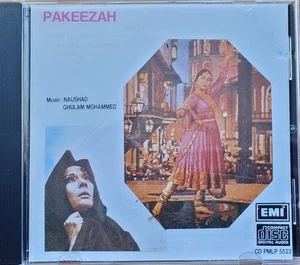 PAKEEZAH
Music: NAUSHAD
GHULAM MOHAMMED
EMI
COMPACT
disc
DIGITAL AUDIO
CD PMLP 5523